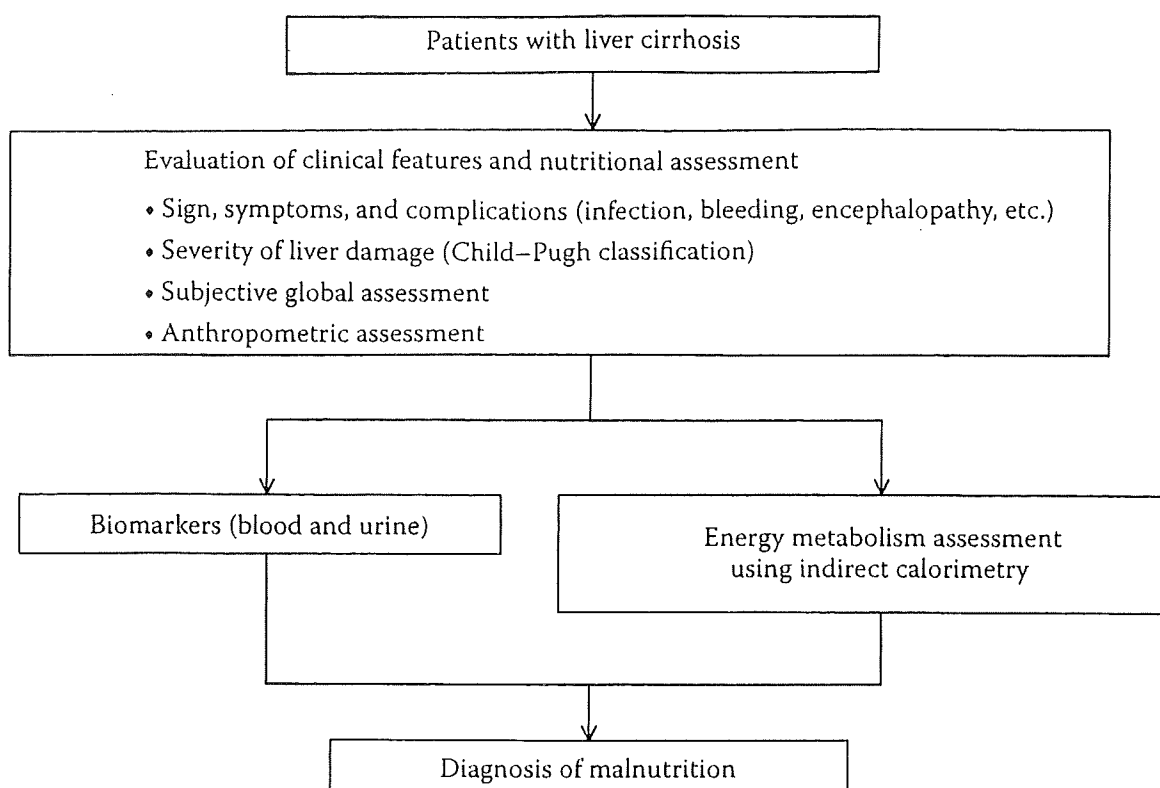 Patients with liver cirrhosis
Evaluation of clinical features and nutritional assessment
• Sign, symptoms, and complications (infection, bleeding, encephalopathy, etc.)
• Severity of liver damage (Child–Pugh classification)
• Subjective global assessment
• Anthropometric assessment
Biomarkers (blood and urine)
Energy metabolism assessment
using indirect calorimetry
Diagnosis of malnutrition